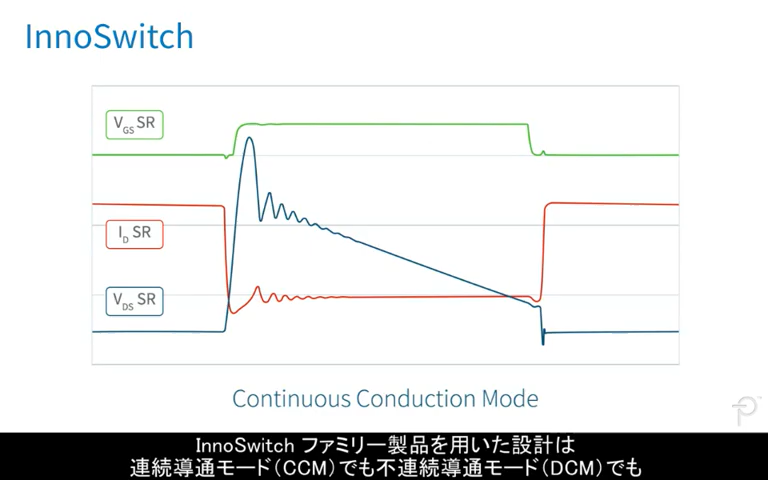 InnoSwitch
VGS SR
ID SR
VDS SR
Continuous Conduction Mode
InnoSwitch ファミリー製品を用いた設計は
連続導通モード（CCM）でも不連続導通モード（DCM）でも